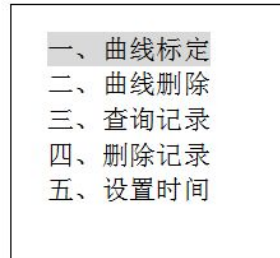 一、曲线标定
二、曲线删除
三、查询记录
四、删除记录
五、设置时间